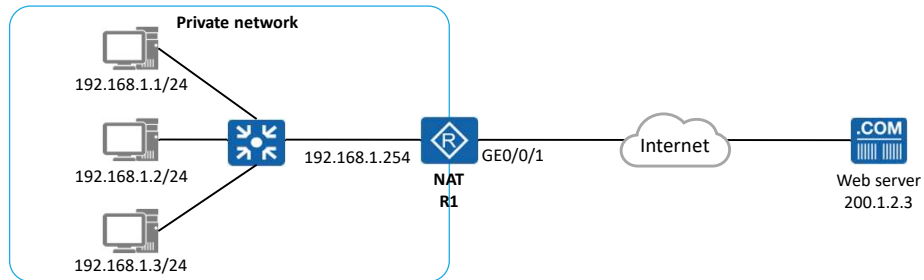 Private network
192.168.1.1/24
192.168.1.2/24
192.168.1.3/24
192.168.1.254
R
GE0/0/1
NAT
R1
Internet
.COM
Web server
200.1.2.3